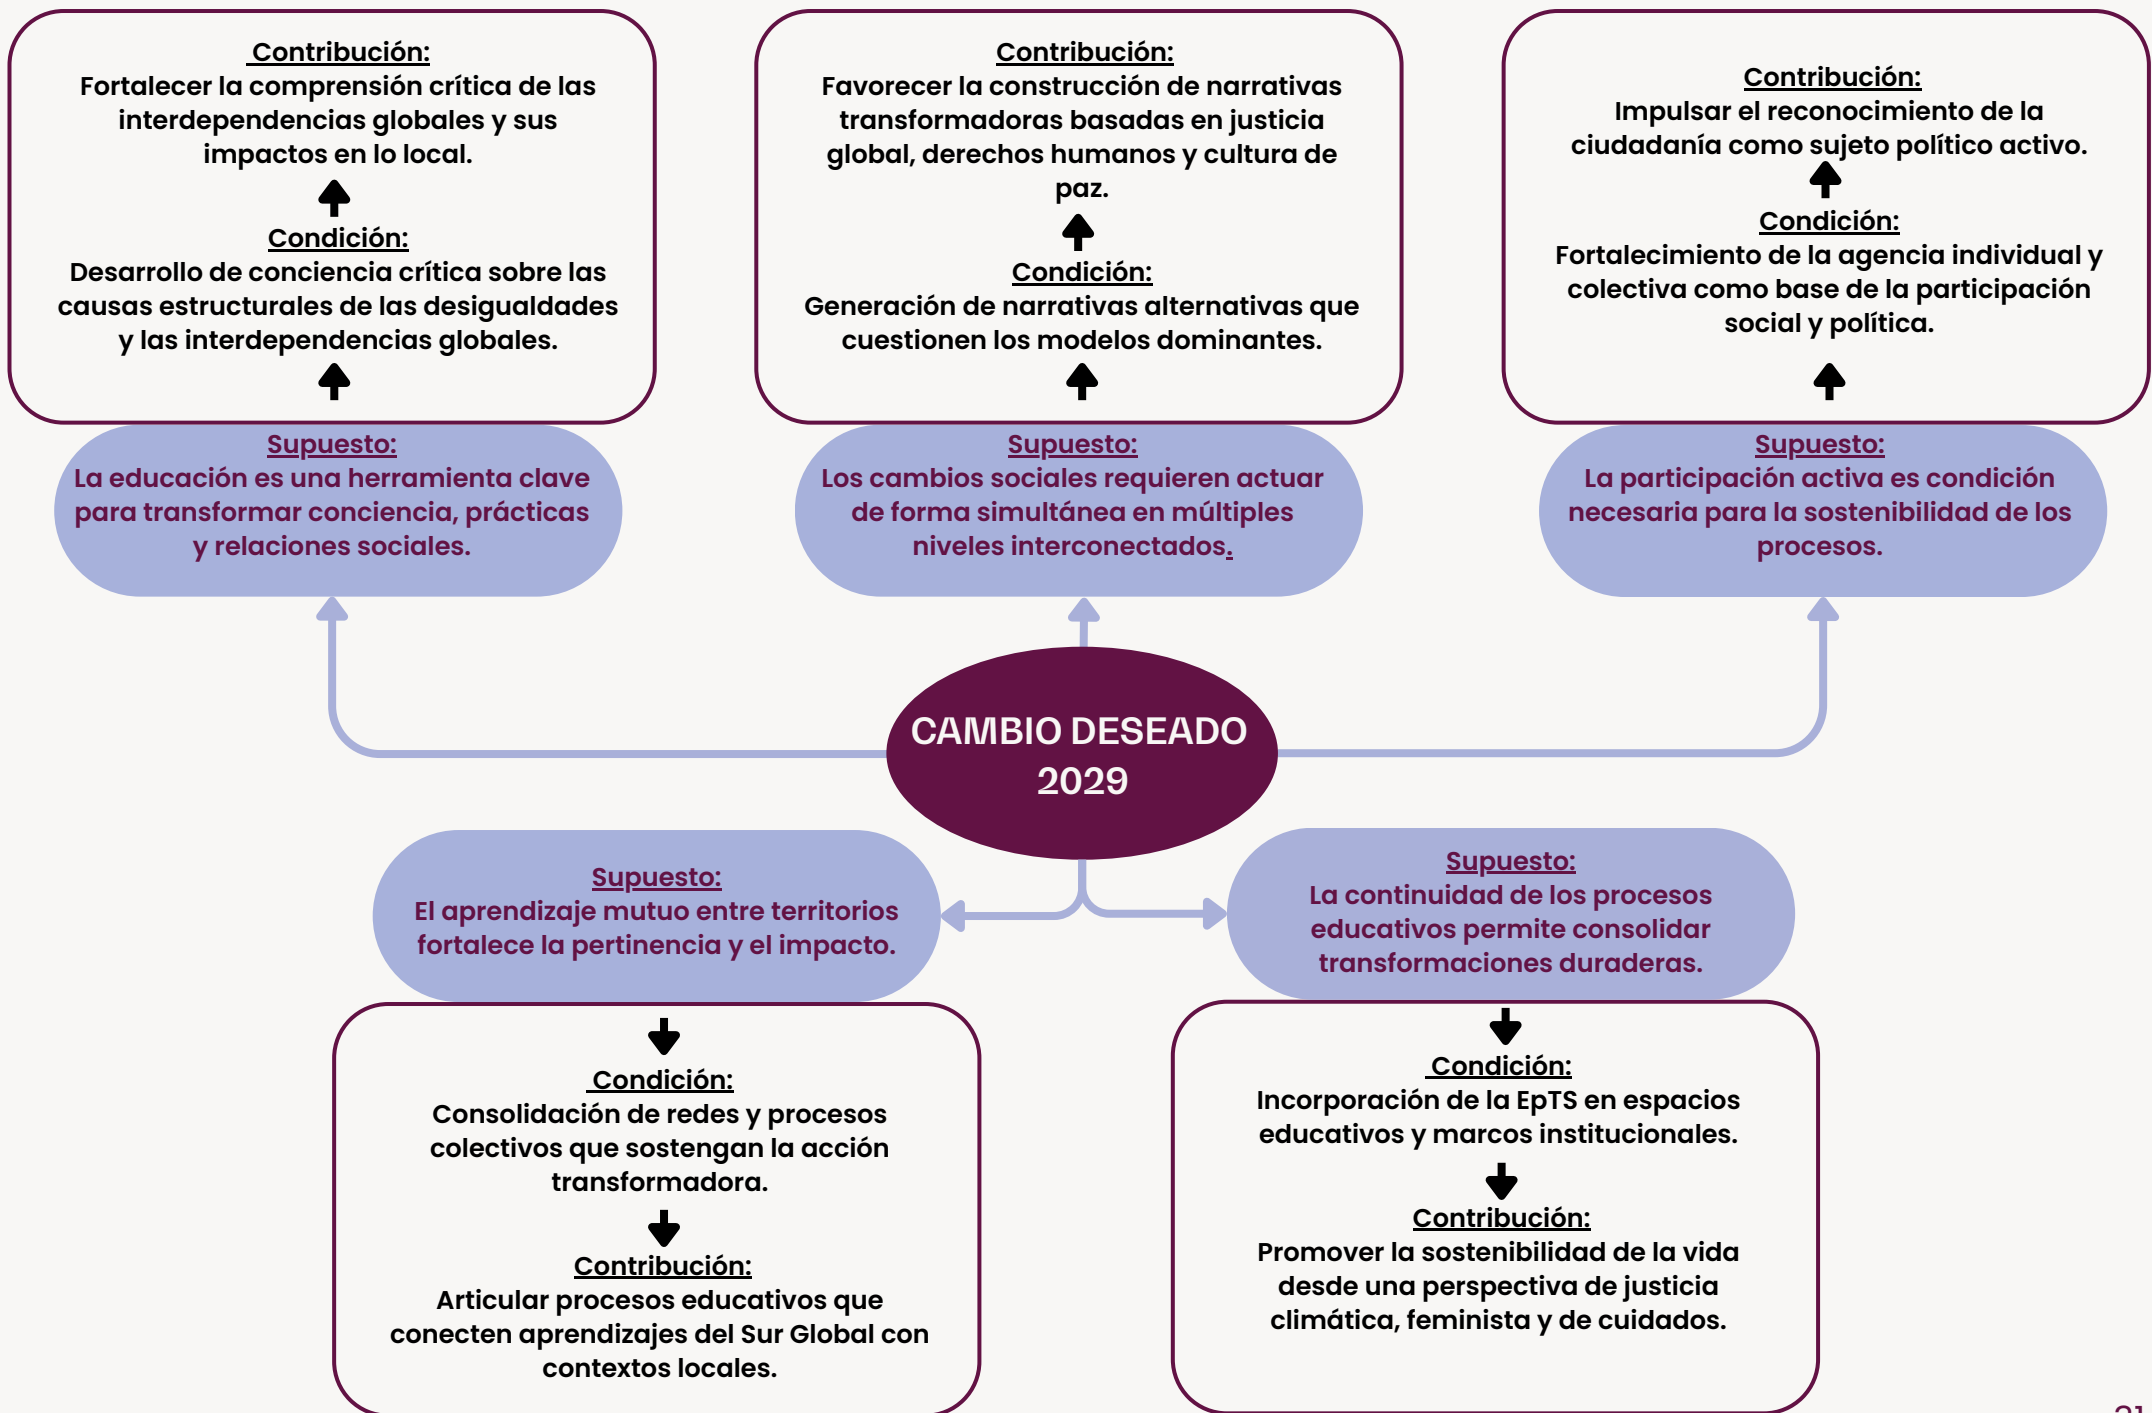 Contribución:
Fortalecer la comprensión crítica de las
interdependencias globales y sus
impactos en lo local.
Condición:
Desarrollo de conciencia crítica sobre las
causas estructurales de las desigualdades
y las interdependencias globales.
Supuesto:
La educación es una herramienta clave
para transformar conciencia, prácticas
y relaciones sociales.
Contribución:
Favorecer la construcción de narrativas
transformadoras basadas en justicia
global, derechos humanos y cultura de
paz.
Condición:
Generación de narrativas alternativas que
cuestionen los modelos dominantes.
Supuesto:
Los cambios sociales requieren actuar
de forma simultánea en múltiples
niveles interconectados.
Contribución:
Impulsar el reconocimiento de la
ciudadanía como sujeto político activo.
Condición:
Fortalecimiento de la agencia individual y
colectiva como base de la participación
social y política.
Supuesto:
La participación activa es condición
necesaria para la sostenibilidad de los
procesos.
CAMBIO DESEADO
2029
Supuesto:
El aprendizaje mutuo entre territorios
fortalece la pertinencia y el impacto.
Condición:
Consolidación de redes y procesos
colectivos que sostengan la acción
transformadora.
Contribución:
Articular procesos educativos que
conecten aprendizajes del Sur Global con
contextos locales.
Supuesto:
La continuidad de los procesos
educativos permite consolidar
transformaciones duraderas.
Condición:
Incorporación de la EpTS en espacios
educativos y marcos institucionales.
Contribución:
Promover la sostenibilidad de la vida
desde una perspectiva de justicia
climática, feminista y de cuidados.